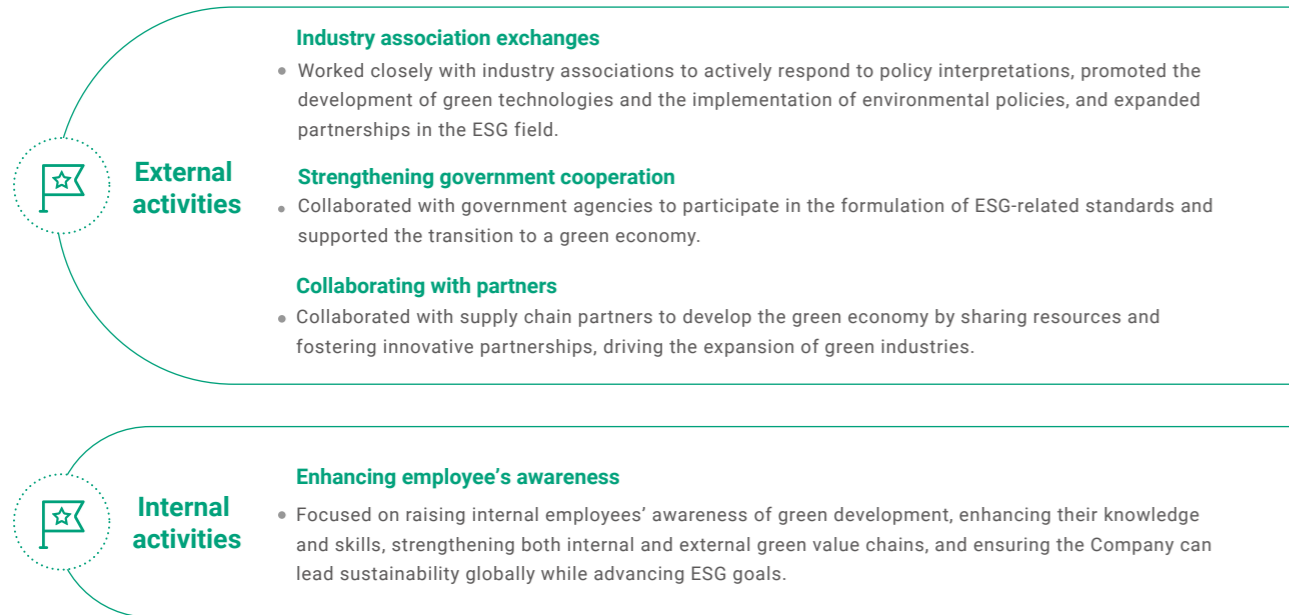 Industry association exchanges
• Worked closely with industry associations to actively respond to policy interpretations, promoted the
development of green technologies and the implementation of environmental policies, and expanded
partnerships in the ESG field.
External
activities
Strengthening government cooperation
• Collaborated with government agencies to participate in the formulation of ESG-related standards and
supported the transition to a green economy.
Collaborating with partners
• Collaborated with supply chain partners to develop the green economy by sharing resources and
fostering innovative partnerships, driving the expansion of green industries.
Enhancing employee’s awareness
Internal
activities
• Focused on raising internal employees’ awareness of green development, enhancing their knowledge
and skills, strengthening both internal and external green value chains, and ensuring the Company can
lead sustainability globally while advancing ESG goals.